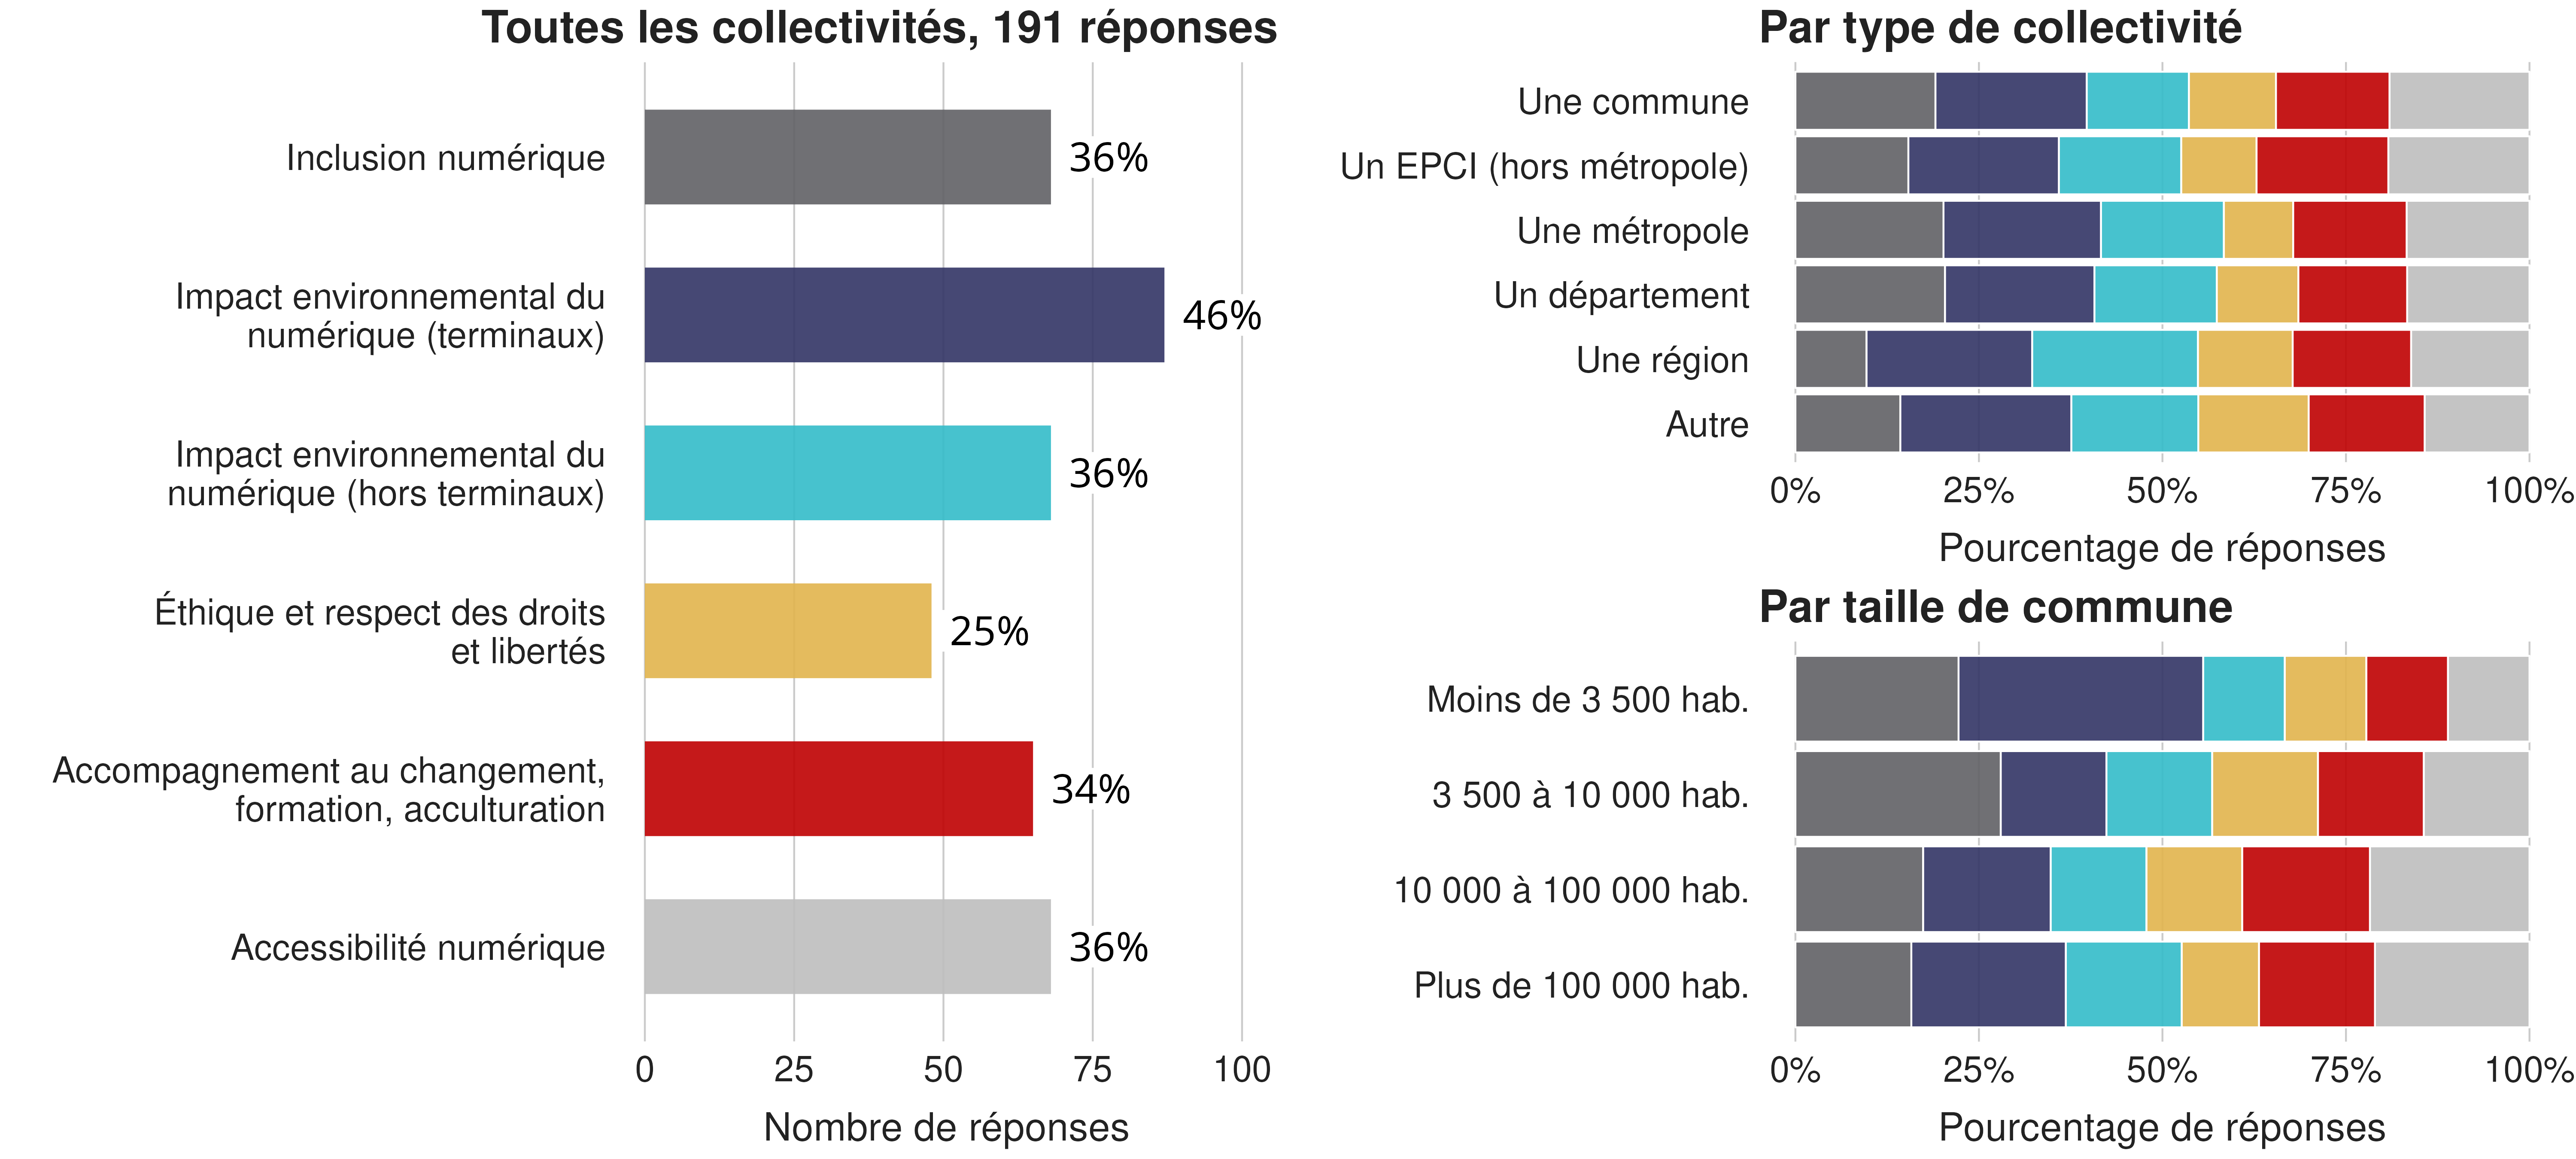 Toutes les collectivités, 191 réponses
Inclusion numérique
36%
Impact environnemental du
numérique (terminaux)
46%
Impact environnemental du
numérique (hors terminaux)
36%
Éthique et respect des droits
et libertés
25%
Accompagnement au changement,
formation, acculturation
34%
Accessibilité numérique
36%
0 25 50 75 100
Nombre de réponses
Par type de collectivité
Une commune
Un EPCI (hors métropole)
Une métropole
Un département
Une région
Autre
0% 25% 50% 75% 100%
Pourcentage de réponses
Par taille de commune
Moins de 3 500 hab.
3 500 à 10 000 hab.
10 000 à 100 000 hab.
Plus de 100 000 hab.
0% 25% 50% 75% 100%
Pourcentage de réponses